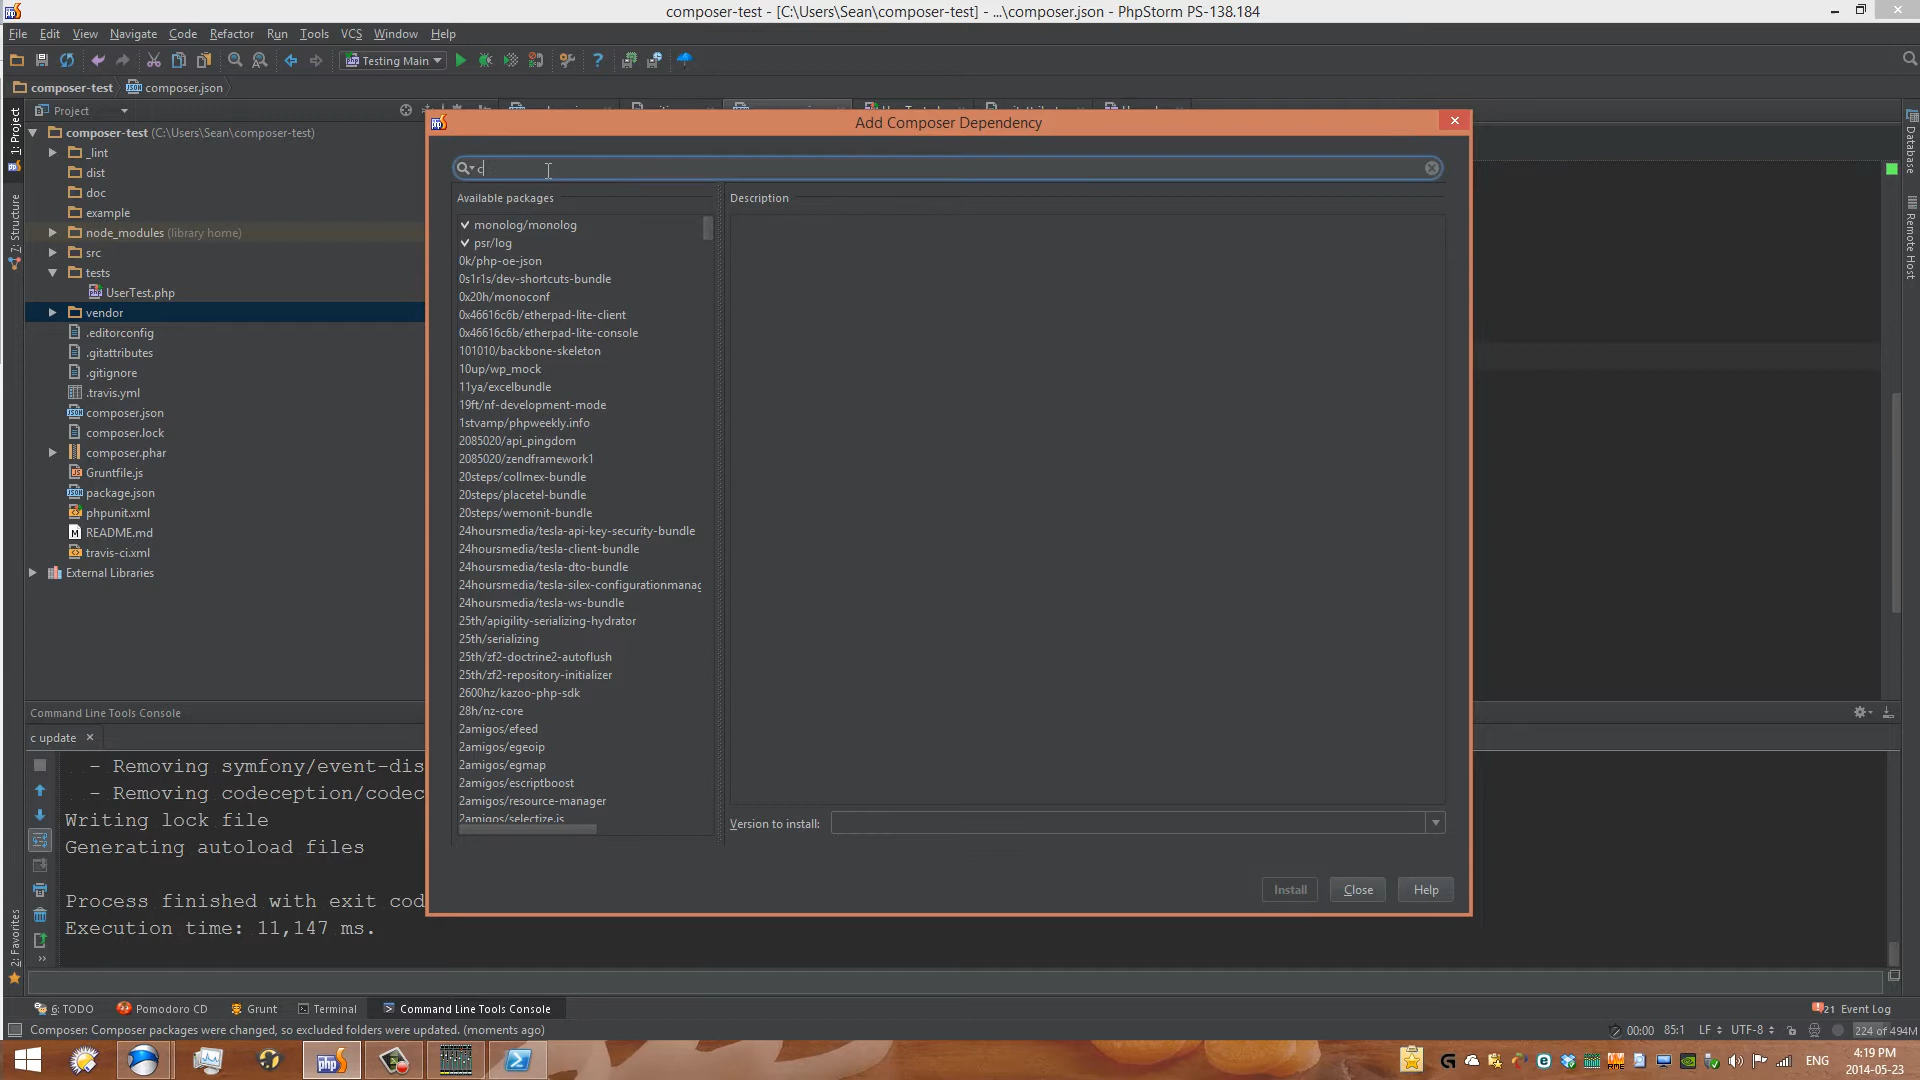 composer-test - [C:\Users\Sean\composer-test] - ...\composer.json - PhpStorm PS-138.184
File Edit View Navigate Code Refactor Run Tools VCS Window Help
Testing Main
composer-test composer.json
Project
1: Project
composer-test (C:\Users\Sean\composer-test)
_lint
dist
doc
example
node_modules (library home)
src
tests
UserTest.php
vendor
.editorconfig
.gitattributes
.gitignore
.travis.yml
composer.json
composer.lock
composer.phar
Gruntfile.js
package.json
phpunit.xml
README.md
travis-ci.xml
External Libraries
7: Structure
2: Favorites
Database
Remote Host
Add Composer Dependency
c
Available packages
Description
monolog/monolog
psr/log
0k/php-oe-json
0s1r1s/dev-shortcuts-bundle
0x20h/monoconf
0x46616c6b/etherpad-lite-client
0x46616c6b/etherpad-lite-console
101010/backbone-skeleton
10up/wp_mock
11ya/excelbundle
19ft/nf-development-mode
1stvamp/phpweekly.info
2085020/api_pingdom
2085020/zendframework1
20steps/collmex-bundle
20steps/placetel-bundle
20steps/wemonit-bundle
24hoursmedia/tesla-api-key-security-bundle
24hoursmedia/tesla-client-bundle
24hoursmedia/tesla-dto-bundle
24hoursmedia/tesla-silex-configurationmanag
24hoursmedia/tesla-ws-bundle
25th/apigility-serializing-hydrator
25th/serializing
25th/zf2-doctrine2-autoflush
25th/zf2-repository-initializer
2600hz/kazoo-php-sdk
28h/nz-core
2amigos/efeed
2amigos/egeoip
2amigos/egmap
2amigos/escriptboost
2amigos/resource-manager
2amigos/selectize.js
Version to install:
Install Close Help
Command Line Tools Console
c update
- Removing symfony/event-dis
- Removing codeception/codec
Writing lock file
Generating autoload files
Process finished with exit cod
Execution time: 11,147 ms.
6: TODO Pomodoro CD Grunt Terminal Command Line Tools Console
21 Event Log
Composer: Composer packages were changed, so excluded folders were updated. (moments ago)
00:00 85:1 LF UTF-8 224 of 494M
ENG
4:19 PM
2014-05-23